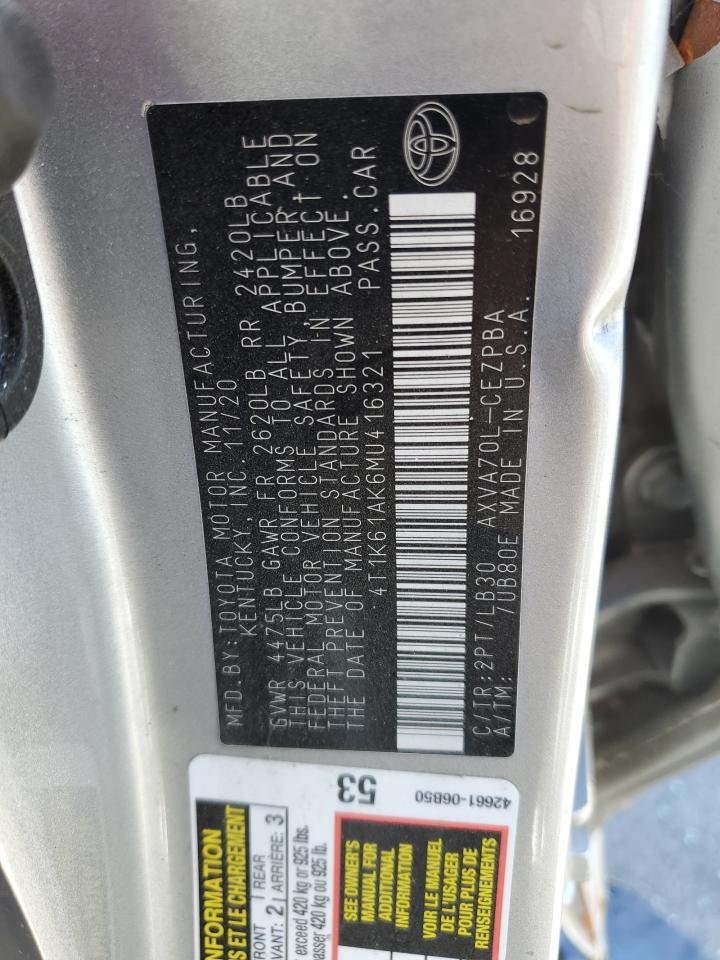 MFD.BY:TOYOTA MOTOR MANUFACTURING,
KENTUCKY, INC. 11/20
GVWR 4475LB GAWR FR 2620LB RR 2420LB
THIS VEHICLE CONFORMS TO ALL APPLICABLE
FEDERAL MOTOR VEHICLE SAFETY, BUMPER, AND
THEFT PREVENTION STANDARDS IN EFFECT ON
THE DATE OF MANUFACTURE SHOWN ABOVE.
4T1K61AK6MU416321 PASS.CAR
C/TR:2PT/LB30 AXVA70L-CEZPBA
A/TM: /UB80E MADE IN U.S.A. 16928
53
42661-06B50
INFORMATION
S ET LE CHARGEMENT
FRONT 2 REAR 3
VANT: ARRIÈRE:
exceed 420 kg or 925 lbs.
passer 420 kg ou 925 lb.
SEE OWNER'S
MANUAL FOR
ADDITIONAL
INFORMATION
VOIR LE MANUEL
DE L'USAGER
POUR PLUS DE
RENSEIGNEMENTS